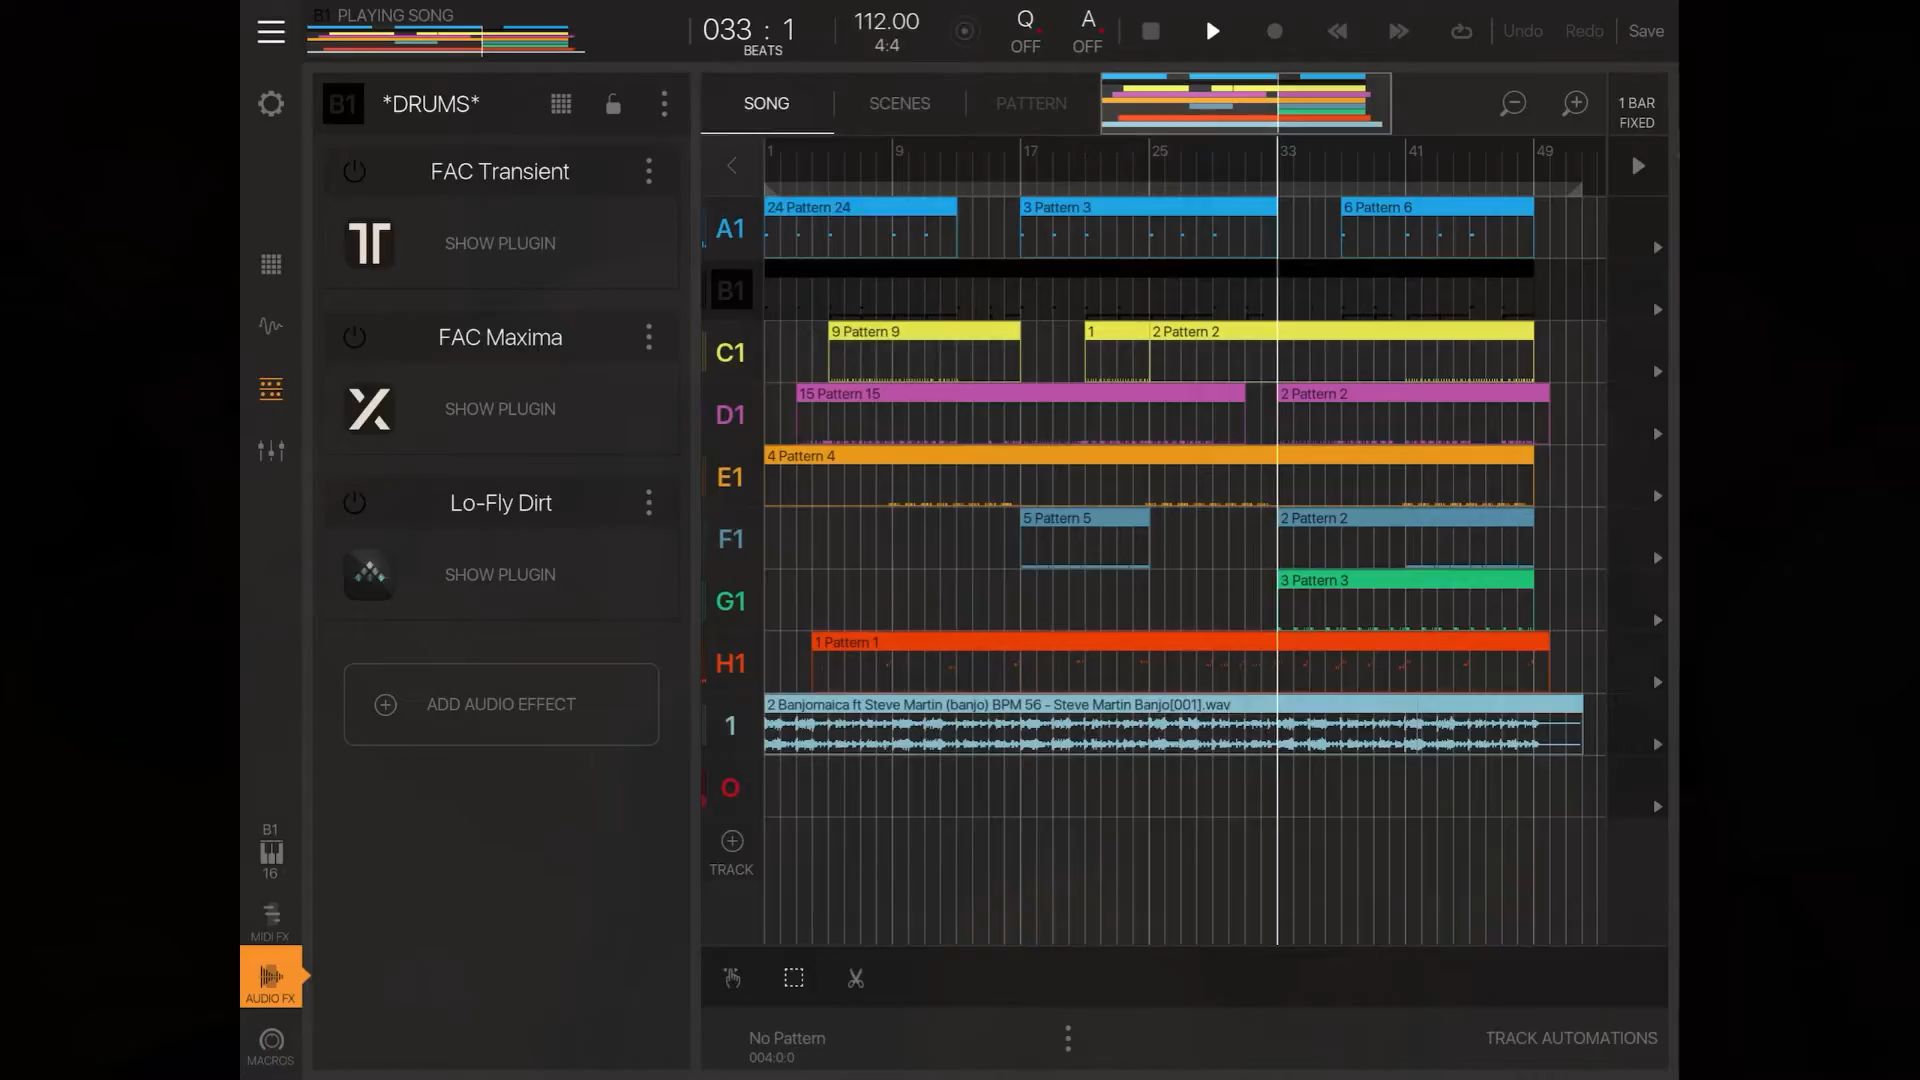 B1 PLAYING SONG
033 : 1
BEATS
112.00
4:4
Q
OFF
A
OFF
Undo
Redo
Save
B1
*DRUMS*
SONG
SCENES
PATTERN
1 BAR
FIXED
1
9
17
25
33
41
49
FAC Transient
SHOW PLUGIN
FAC Maxima
SHOW PLUGIN
Lo-Fly Dirt
SHOW PLUGIN
ADD AUDIO EFFECT
A1
24 Pattern 24
3 Pattern 3
6 Pattern 6
B1
C1
9 Pattern 9
1
2 Pattern 2
D1
15 Pattern 15
2 Pattern 2
E1
4 Pattern 4
F1
5 Pattern 5
2 Pattern 2
G1
3 Pattern 3
H1
1 Pattern 1
1
2 Banjomaica ft Steve Martin (banjo) BPM 56 - Steve Martin Banjo[001].wav
O
TRACK
B1
16
MIDI FX
AUDIO FX
MACROS
No Pattern
004:0:0
TRACK AUTOMATIONS